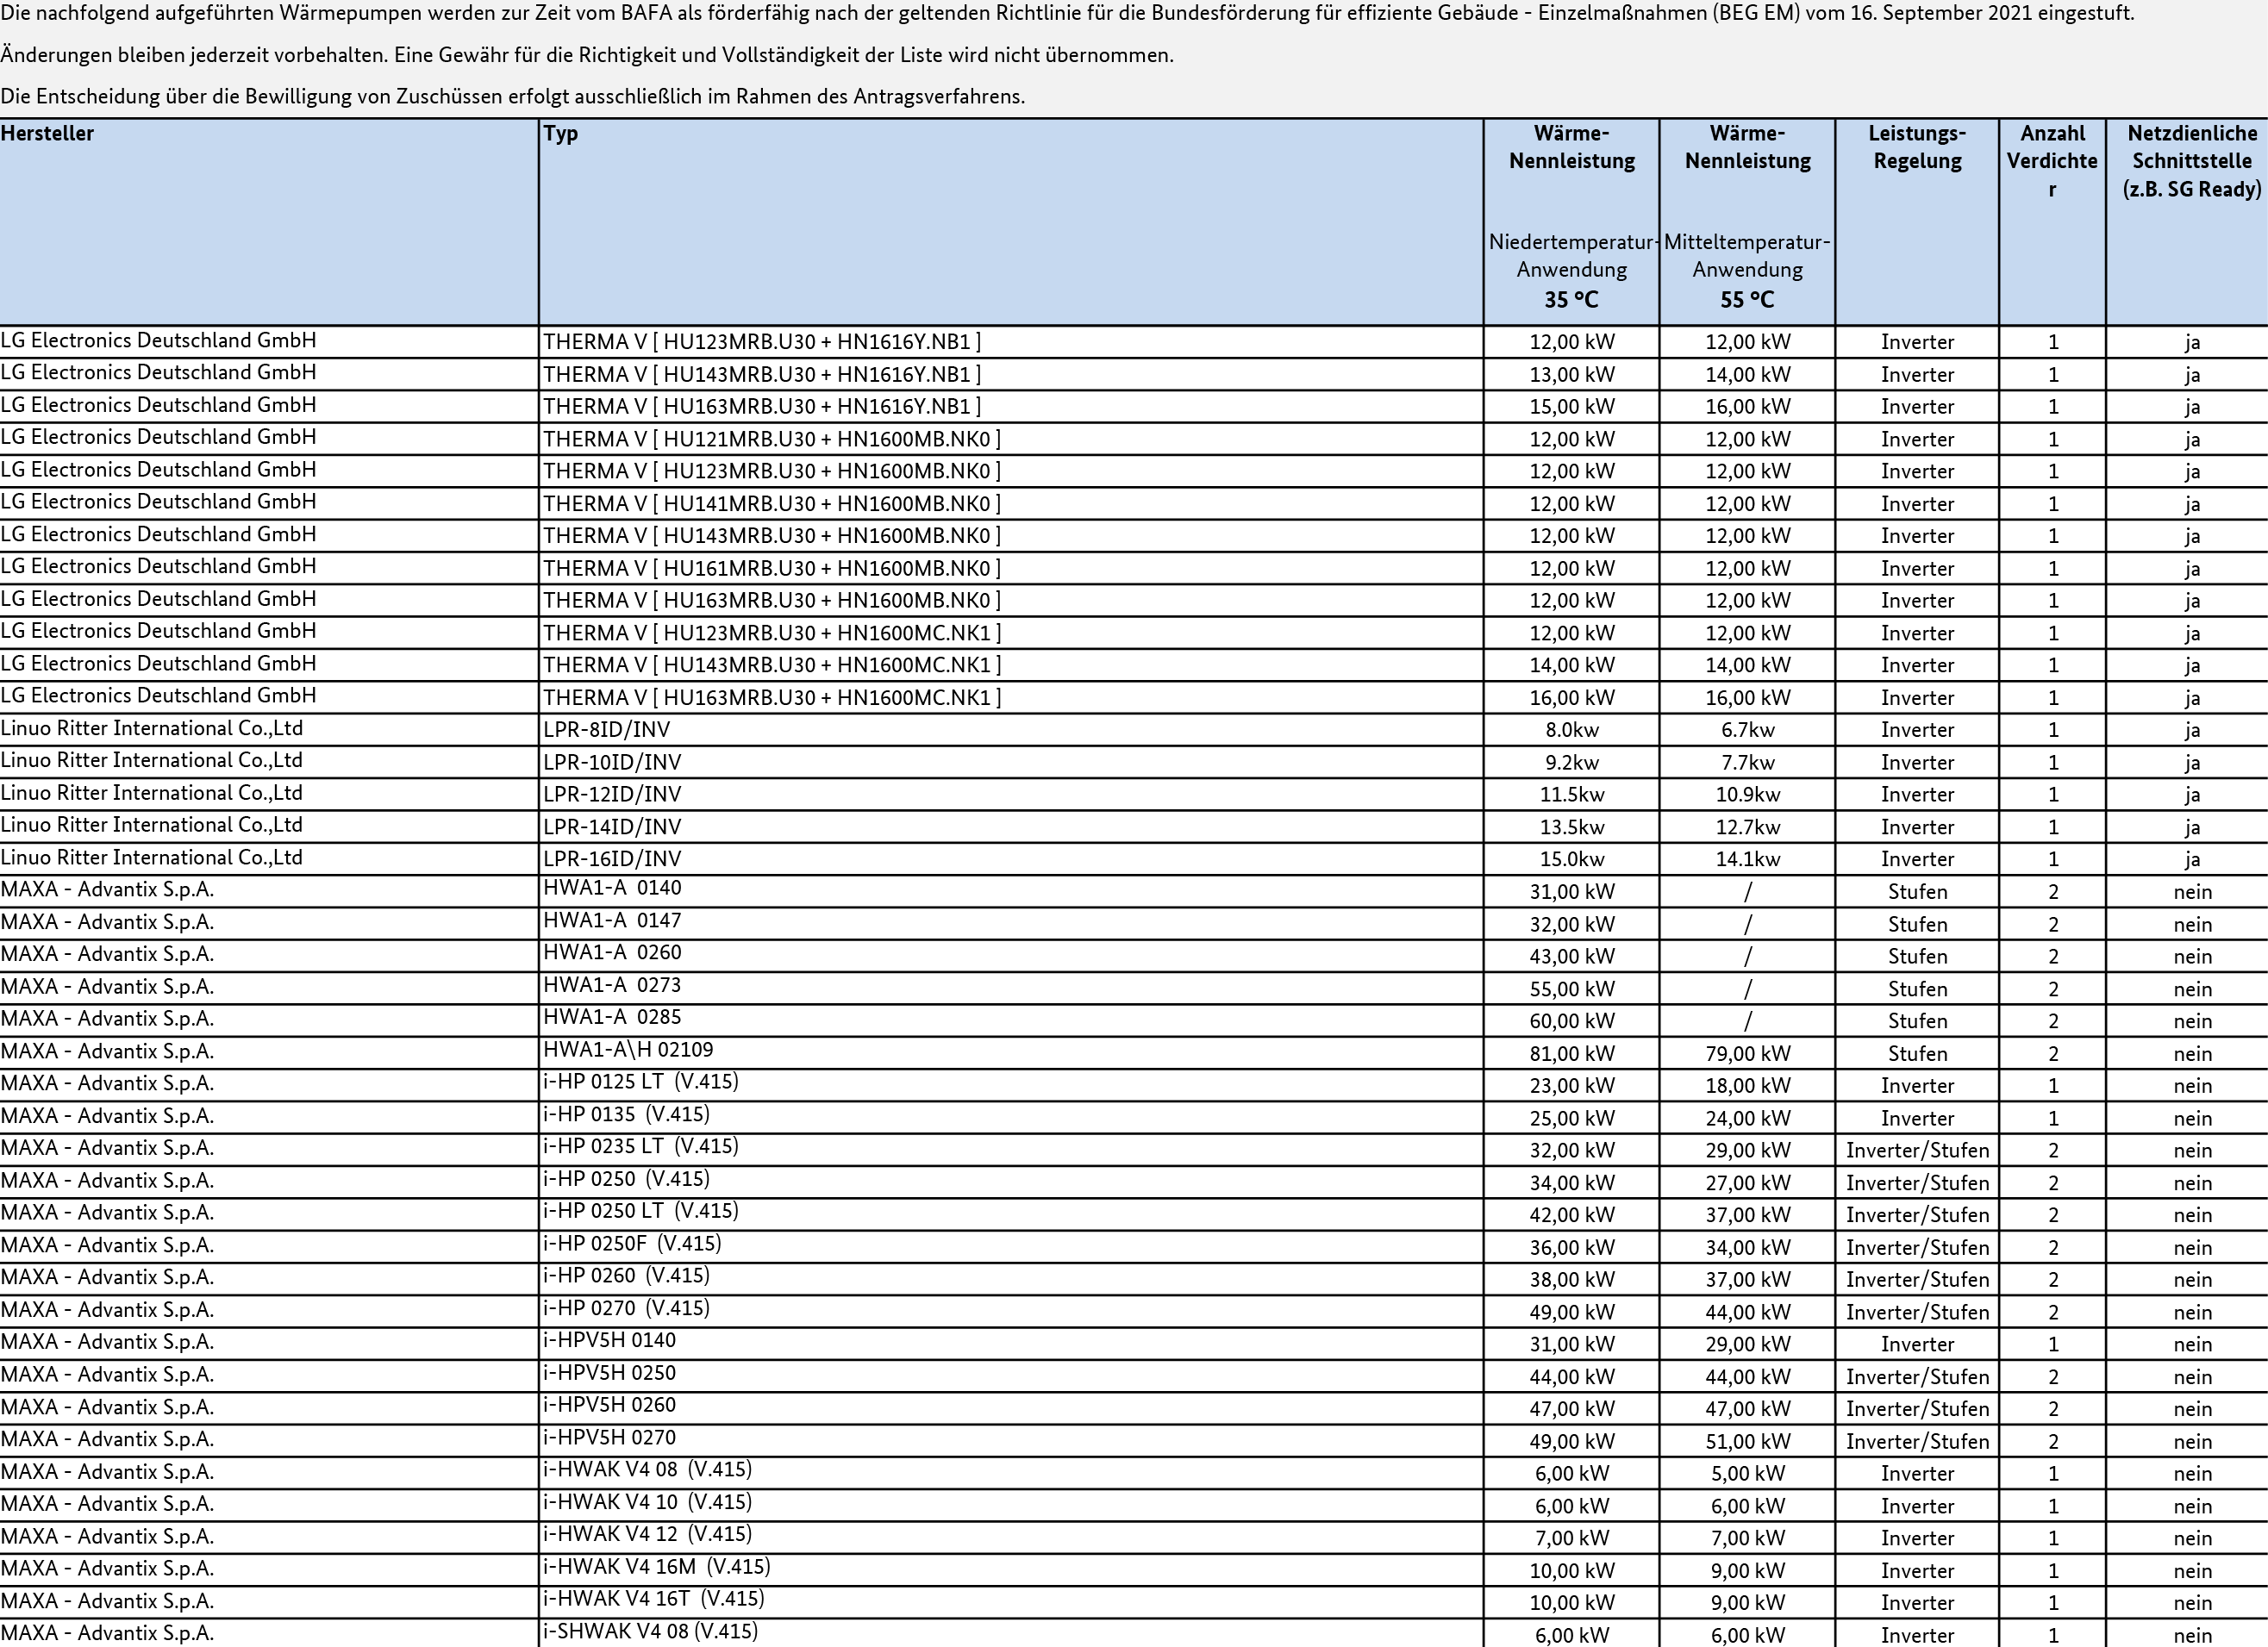 Die nachfolgend aufgeführten Wärmepumpen werden zur Zeit vom BAFA als förderfähig nach der geltenden Richtlinie für die Bundesförderung für effiziente Gebäude - Einzelmaßnahmen (BEG EM) vom 16. September 2021 eingestuft.
Änderungen bleiben jederzeit vorbehalten. Eine Gewähr für die Richtigkeit und Vollständigkeit der Liste wird nicht übernommen.
Die Entscheidung über die Bewilligung von Zuschüssen erfolgt ausschließlich im Rahmen des Antragsverfahrens.
Hersteller Typ Wärme- Wärme- Leistungs- Anzahl Netzdienliche
Nennleistung Nennleistung Regelung Verdichte Schnittstelle
r (z.B. SG Ready)
Niedertemperatur- Mitteltemperatur-
Anwendung Anwendung
35 °C 55 °C
LG Electronics Deutschland GmbH THERMA V [ HU123MRB.U30 + HN1616Y.NB1 ] 12,00 kW 12,00 kW Inverter 1 ja
LG Electronics Deutschland GmbH THERMA V [ HU143MRB.U30 + HN1616Y.NB1 ] 13,00 kW 14,00 kW Inverter 1 ja
LG Electronics Deutschland GmbH THERMA V [ HU163MRB.U30 + HN1616Y.NB1 ] 15,00 kW 16,00 kW Inverter 1 ja
LG Electronics Deutschland GmbH THERMA V [ HU121MRB.U30 + HN1600MB.NK0 ] 12,00 kW 12,00 kW Inverter 1 ja
LG Electronics Deutschland GmbH THERMA V [ HU123MRB.U30 + HN1600MB.NK0 ] 12,00 kW 12,00 kW Inverter 1 ja
LG Electronics Deutschland GmbH THERMA V [ HU141MRB.U30 + HN1600MB.NK0 ] 12,00 kW 12,00 kW Inverter 1 ja
LG Electronics Deutschland GmbH THERMA V [ HU143MRB.U30 + HN1600MB.NK0 ] 12,00 kW 12,00 kW Inverter 1 ja
LG Electronics Deutschland GmbH THERMA V [ HU161MRB.U30 + HN1600MB.NK0 ] 12,00 kW 12,00 kW Inverter 1 ja
LG Electronics Deutschland GmbH THERMA V [ HU163MRB.U30 + HN1600MB.NK0 ] 12,00 kW 12,00 kW Inverter 1 ja
LG Electronics Deutschland GmbH THERMA V [ HU123MRB.U30 + HN1600MC.NK1 ] 12,00 kW 12,00 kW Inverter 1 ja
LG Electronics Deutschland GmbH THERMA V [ HU143MRB.U30 + HN1600MC.NK1 ] 14,00 kW 14,00 kW Inverter 1 ja
LG Electronics Deutschland GmbH THERMA V [ HU163MRB.U30 + HN1600MC.NK1 ] 16,00 kW 16,00 kW Inverter 1 ja
Linuo Ritter International Co.,Ltd LPR-8ID/INV 8.0kw 6.7kw Inverter 1 ja
Linuo Ritter International Co.,Ltd LPR-10ID/INV 9.2kw 7.7kw Inverter 1 ja
Linuo Ritter International Co.,Ltd LPR-12ID/INV 11.5kw 10.9kw Inverter 1 ja
Linuo Ritter International Co.,Ltd LPR-14ID/INV 13.5kw 12.7kw Inverter 1 ja
Linuo Ritter International Co.,Ltd LPR-16ID/INV 15.0kw 14.1kw Inverter 1 ja
MAXA - Advantix S.p.A. HWA1-A  0140 31,00 kW / Stufen 2 nein
MAXA - Advantix S.p.A. HWA1-A  0147 32,00 kW / Stufen 2 nein
MAXA - Advantix S.p.A. HWA1-A  0260 43,00 kW / Stufen 2 nein
MAXA - Advantix S.p.A. HWA1-A  0273 55,00 kW / Stufen 2 nein
MAXA - Advantix S.p.A. HWA1-A  0285 60,00 kW / Stufen 2 nein
MAXA - Advantix S.p.A. HWA1-A\H 02109 81,00 kW 79,00 kW Stufen 2 nein
MAXA - Advantix S.p.A. i-HP 0125 LT  (V.415) 23,00 kW 18,00 kW Inverter 1 nein
MAXA - Advantix S.p.A. i-HP 0135  (V.415) 25,00 kW 24,00 kW Inverter 1 nein
MAXA - Advantix S.p.A. i-HP 0235 LT  (V.415) 32,00 kW 29,00 kW Inverter/Stufen 2 nein
MAXA - Advantix S.p.A. i-HP 0250  (V.415) 34,00 kW 27,00 kW Inverter/Stufen 2 nein
MAXA - Advantix S.p.A. i-HP 0250 LT  (V.415) 42,00 kW 37,00 kW Inverter/Stufen 2 nein
MAXA - Advantix S.p.A. i-HP 0250F  (V.415) 36,00 kW 34,00 kW Inverter/Stufen 2 nein
MAXA - Advantix S.p.A. i-HP 0260  (V.415) 38,00 kW 37,00 kW Inverter/Stufen 2 nein
MAXA - Advantix S.p.A. i-HP 0270  (V.415) 49,00 kW 44,00 kW Inverter/Stufen 2 nein
MAXA - Advantix S.p.A. i-HPV5H 0140 31,00 kW 29,00 kW Inverter 1 nein
MAXA - Advantix S.p.A. i-HPV5H 0250 44,00 kW 44,00 kW Inverter/Stufen 2 nein
MAXA - Advantix S.p.A. i-HPV5H 0260 47,00 kW 47,00 kW Inverter/Stufen 2 nein
MAXA - Advantix S.p.A. i-HPV5H 0270 49,00 kW 51,00 kW Inverter/Stufen 2 nein
MAXA - Advantix S.p.A. i-HWAK V4 08  (V.415) 6,00 kW 5,00 kW Inverter 1 nein
MAXA - Advantix S.p.A. i-HWAK V4 10  (V.415) 6,00 kW 6,00 kW Inverter 1 nein
MAXA - Advantix S.p.A. i-HWAK V4 12  (V.415) 7,00 kW 7,00 kW Inverter 1 nein
MAXA - Advantix S.p.A. i-HWAK V4 16M  (V.415) 10,00 kW 9,00 kW Inverter 1 nein
MAXA - Advantix S.p.A. i-HWAK V4 16T  (V.415) 10,00 kW 9,00 kW Inverter 1 nein
MAXA - Advantix S.p.A. i-SHWAK V4 08 (V.415) 6,00 kW 6,00 kW Inverter 1 nein